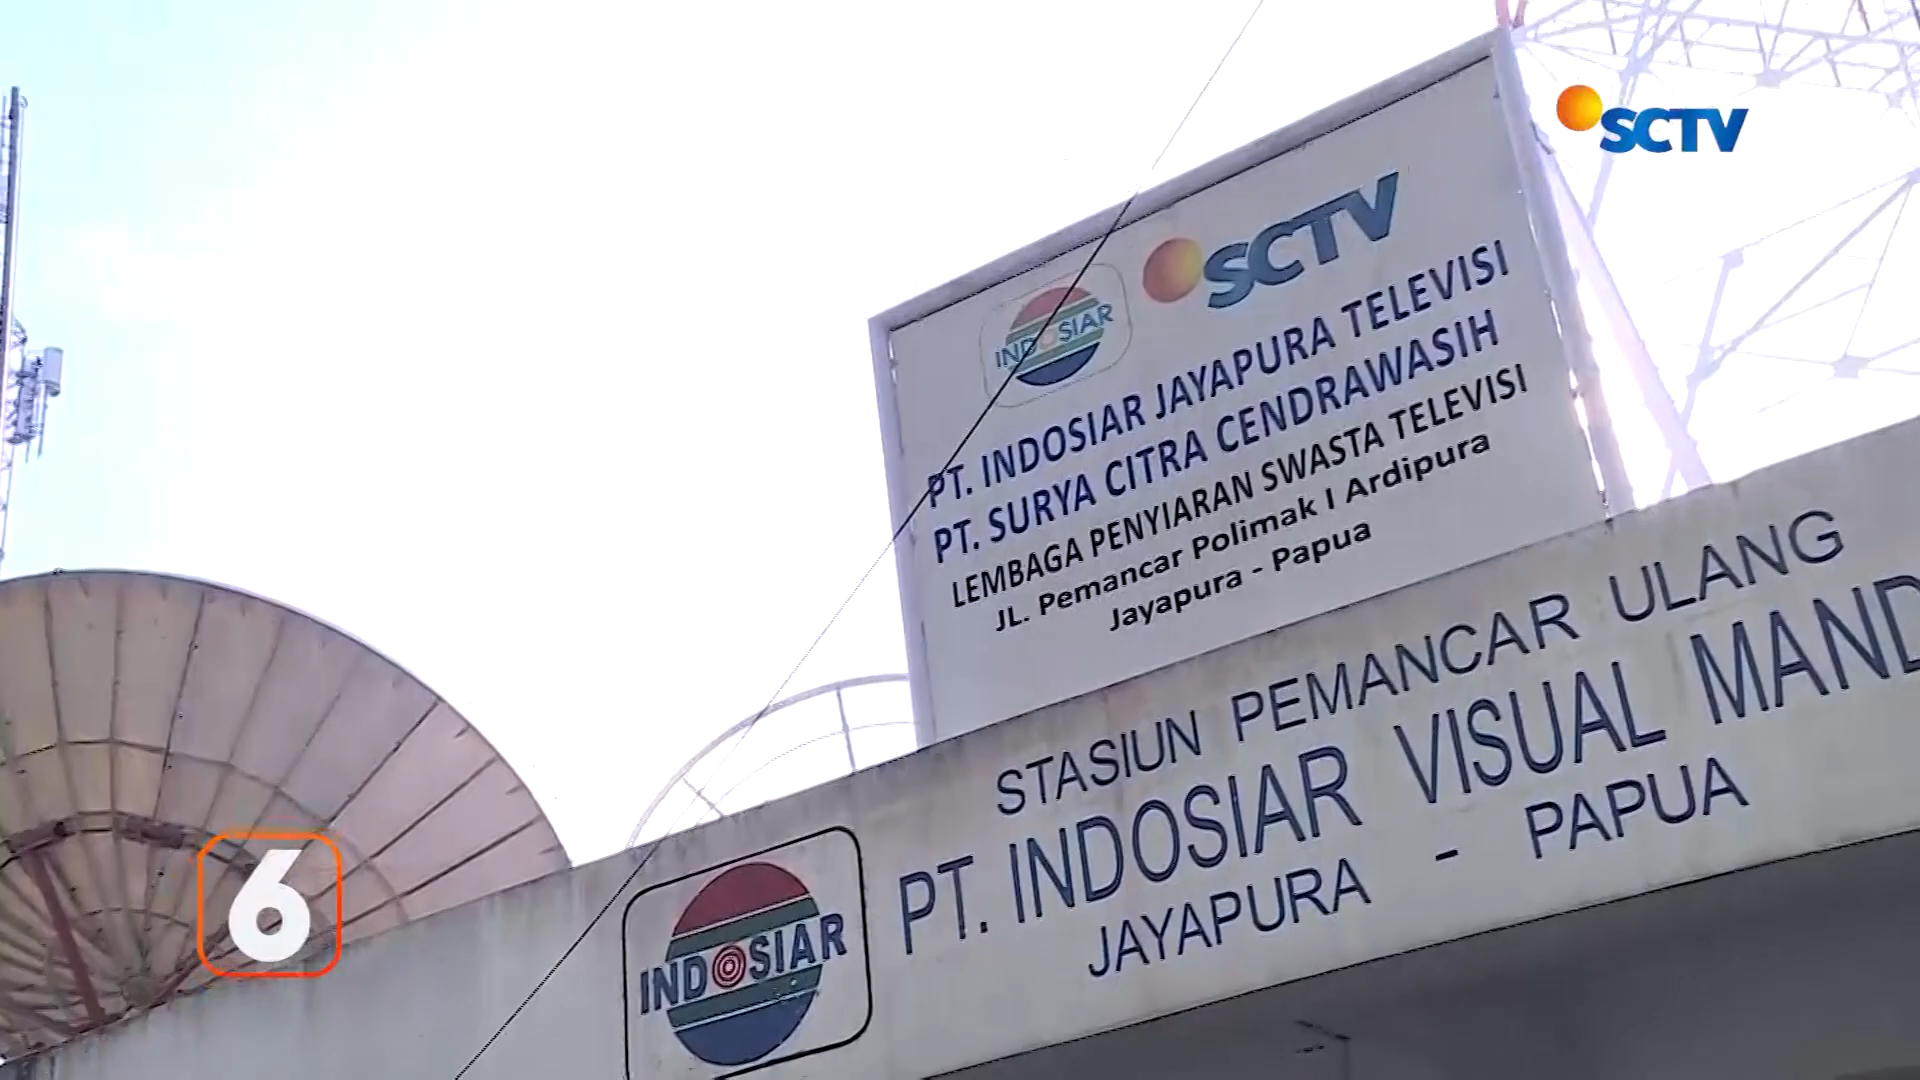 SCTV
SCTV
INDOSIAR
PT. INDOSIAR JAYAPURA TELEVISI
PT. SURYA CITRA CENDRAWASIH
LEMBAGA PENYIARAN SWASTA TELEVISI
JL. Pemancar Polimak I Ardipura
Jayapura - Papua
STASIUN PEMANCAR ULANG
PT. INDOSIAR VISUAL MAND
JAYAPURA - PAPUA
INDOSIAR
6